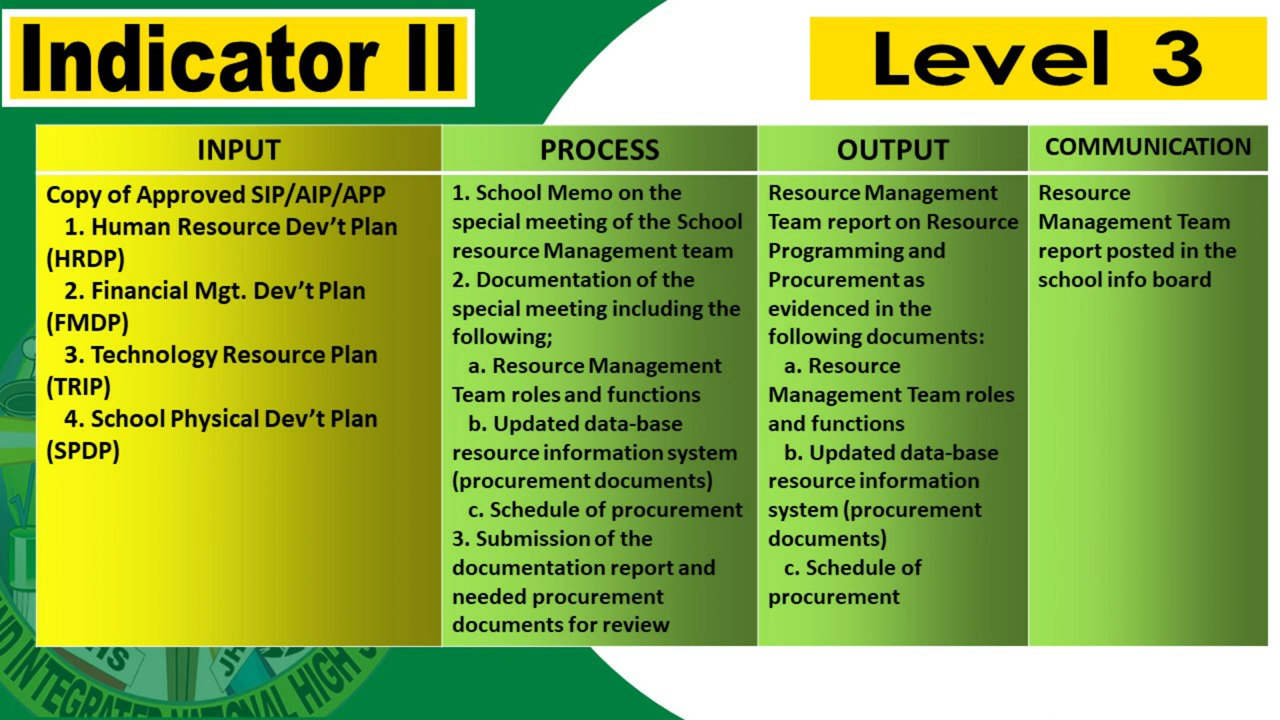 Indicator II
Level 3
INPUT
PROCESS
OUTPUT
COMMUNICATION
Copy of Approved SIP/AIP/APP
1. Human Resource Dev't Plan
(HRDP)
2. Financial Mgt. Dev't Plan
(FMDP)
3. Technology Resource Plan
(TRIP)
4. School Physical Dev't Plan
(SPDP)
1. School Memo on the
special meeting of the School
resource Management team
2. Documentation of the
special meeting including the
following;
a. Resource Management
Team roles and functions
b. Updated data-base
resource information system
(procurement documents)
c. Schedule of procurement
3. Submission of the
documentation report and
needed procurement
documents for review
Resource Management
Team report on Resource
Programming and
Procurement as
evidenced in the
following documents:
a. Resource
Management Team roles
and functions
b. Updated data-base
resource information
system (procurement
documents)
c. Schedule of
procurement
Resource
Management Team
report posted in the
school info board
INTEGRATED NATIONAL HIGH